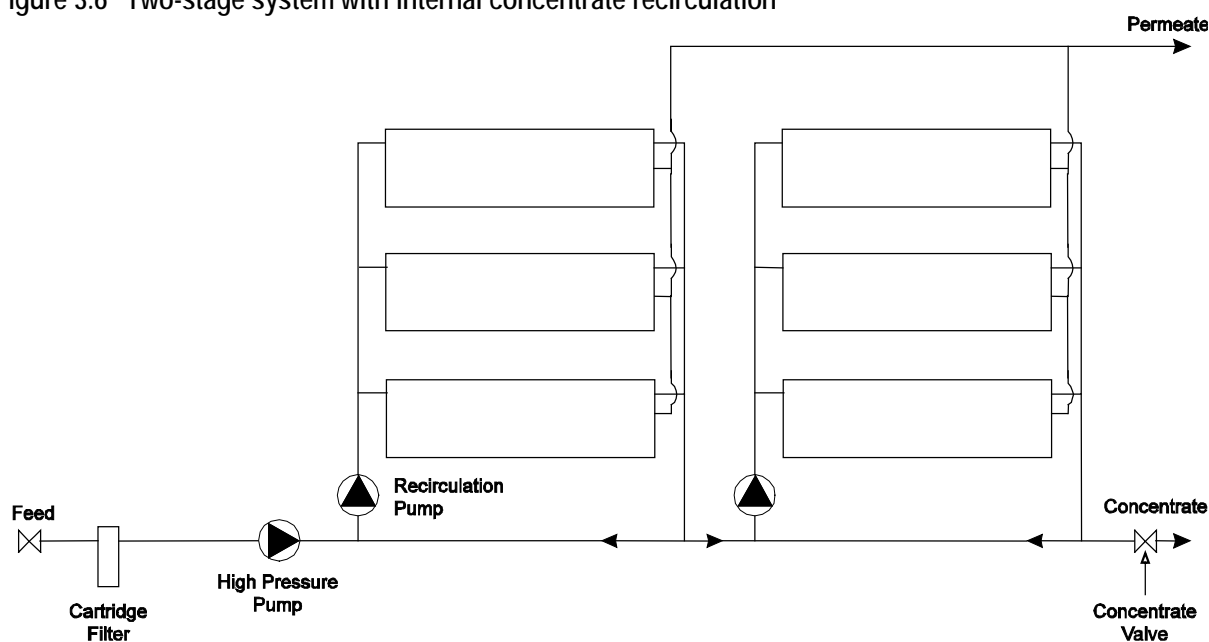 igure 3.6 Two-stage system with internal concentrate recirculation
Permeate
Recirculation
Pump
Feed
Concentrate
High Pressure
Pump
Cartridge
Filter
Concentrate
Valve